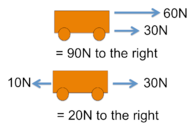 60N
30N
= 90N to the right
10N 30N
= 20N to the right